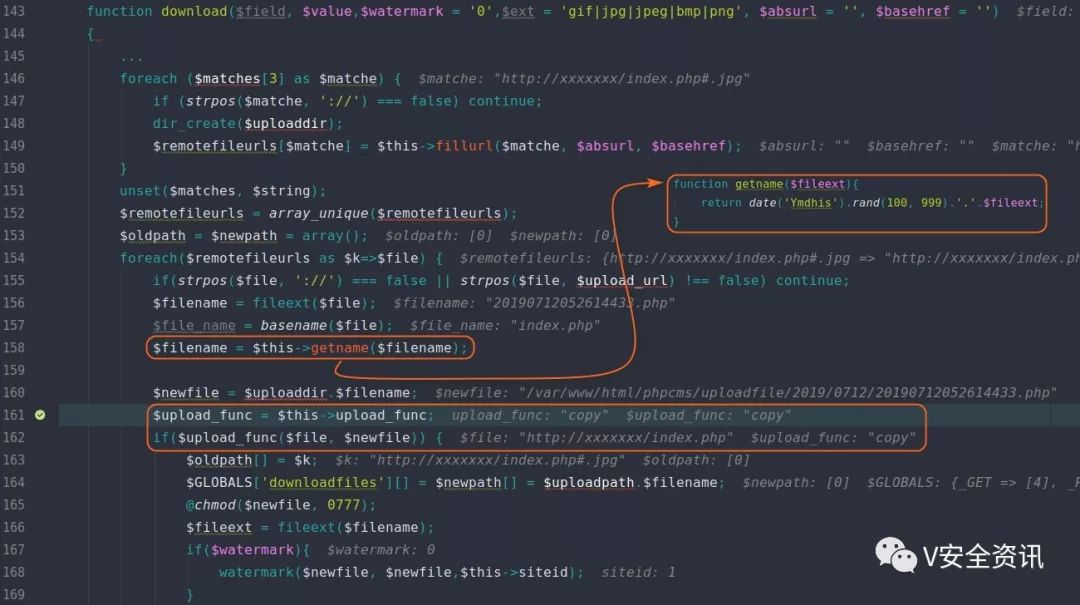 143 function download($field, $value,$watermark = '0',$ext = 'gif|jpg|jpeg|bmp|png', $absurl = '', $basehref = '') $field:
144 {
145 ...
146 foreach ($matches[3] as $matche) { $matche: "http://xxxxxxx/index.php#.jpg"
147 if (strpos($matche, '://') === false) continue;
148 dir_create($uploaddir);
149 $remotefileurls[$matche] = $this->fillurl($matche, $absurl, $basehref); $absurl: "" $basehref: "" $matche: "h
150 }
151 unset($matches, $string);
152 $remotefileurls = array_unique($remotefileurls);
153 $oldpath = $newpath = array(); $oldpath: [0] $newpath: [0]
function getname($fileext){
return date('Ymdhis').rand(100, 999).'.'.$fileext;
}
154 foreach($remotefileurls as $k=>$file) { $remotefileurls: {http://xxxxxxx/index.php#.jpg => "http://xxxxxxx/index.ph
155 if(strpos($file, '://') === false || strpos($file, $upload_url) !== false) continue;
156 $filename = fileext($file); $filename: "20190712052614433.php"
157 $file_name = basename($file); $file_name: "index.php"
158 $filename = $this->getname($filename);
159
160 $newfile = $uploaddir.$filename; $newfile: "/var/www/html/phpcms/uploadfile/2019/0712/20190712052614433.php"
161 $upload_func = $this->upload_func; upload_func: "copy" $upload_func: "copy"
162 if($upload_func($file, $newfile)) { $file: "http://xxxxxxx/index.php" $upload_func: "copy"
163 $oldpath[] = $k; $k: "http://xxxxxxx/index.php#.jpg" $oldpath: [0]
164 $GLOBALS['downloadfiles'][] = $newpath[] = $uploadpath.$filename; $newpath: [0] $GLOBALS: {_GET => [4], _P
165 @chmod($newfile, 0777);
166 $fileext = fileext($filename);
167 if($watermark){ $watermark: 0
168 watermark($newfile, $newfile,$this->siteid); siteid: 1
169 }
V安全资讯